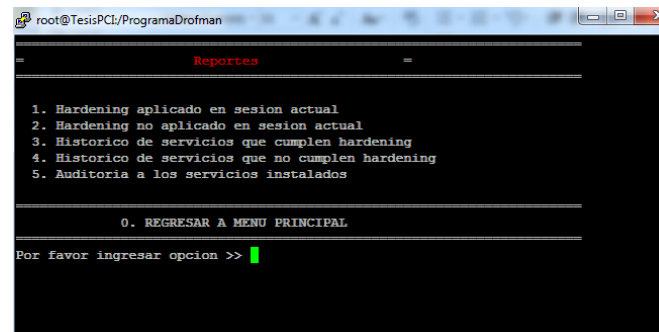 root@TesisPCI:/ProgramaDrofman
= Reportes =
1. Hardening aplicado en sesion actual
2. Hardening no aplicado en sesion actual
3. Historico de servicios que cumplen hardening
4. Historico de servicios que no cumplen hardening
5. Auditoria a los servicios instalados
0. REGRESAR A MENU PRINCIPAL
Por favor ingresar opcion >>